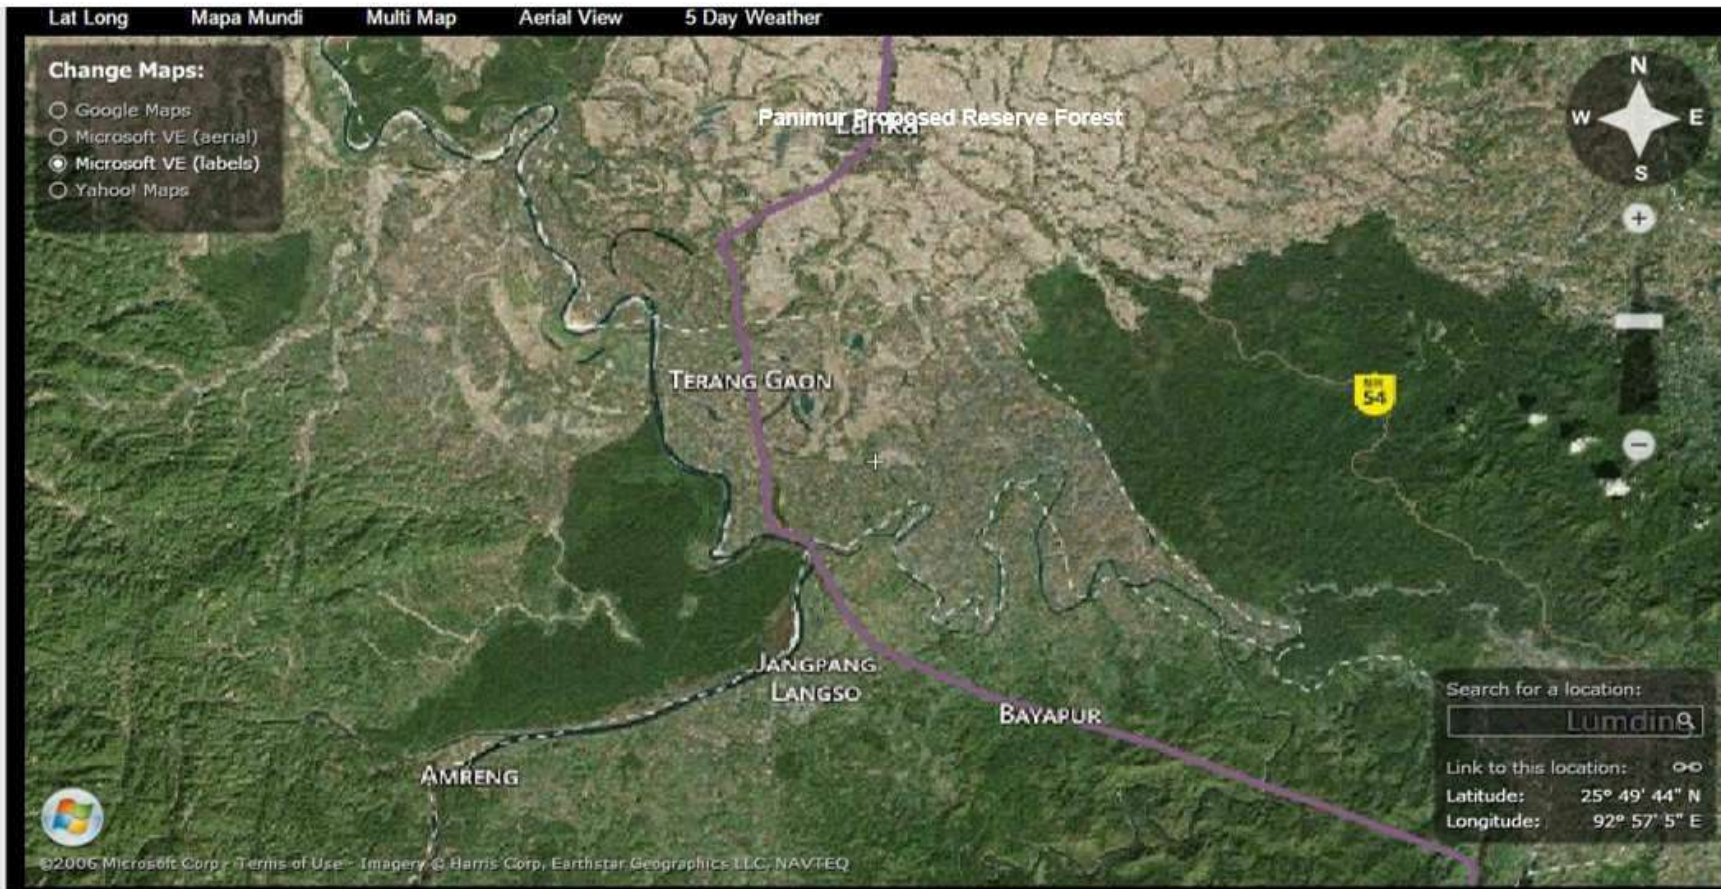 Lat Long Mapa Mundi Multi Map Aerial View 5 Day Weather
Change Maps:
Google Maps
Microsoft VE (aerial)
Microsoft VE (labels)
Yahoo! Maps
N
W E
S
+
−
Panimur Proposed Reserve Forest
Lanka
TERANG GAON
NH
54
JANGPANG
LANGSO
BAYAPUR
AMRENG
Search for a location:
Lumding
Link to this location:
Latitude: 25° 49' 44" N
Longitude: 92° 57' 5" E
©2006 Microsoft Corp - Terms of Use - Imagery © Harris Corp, Earthstar Geographics LLC, NAVTEQ